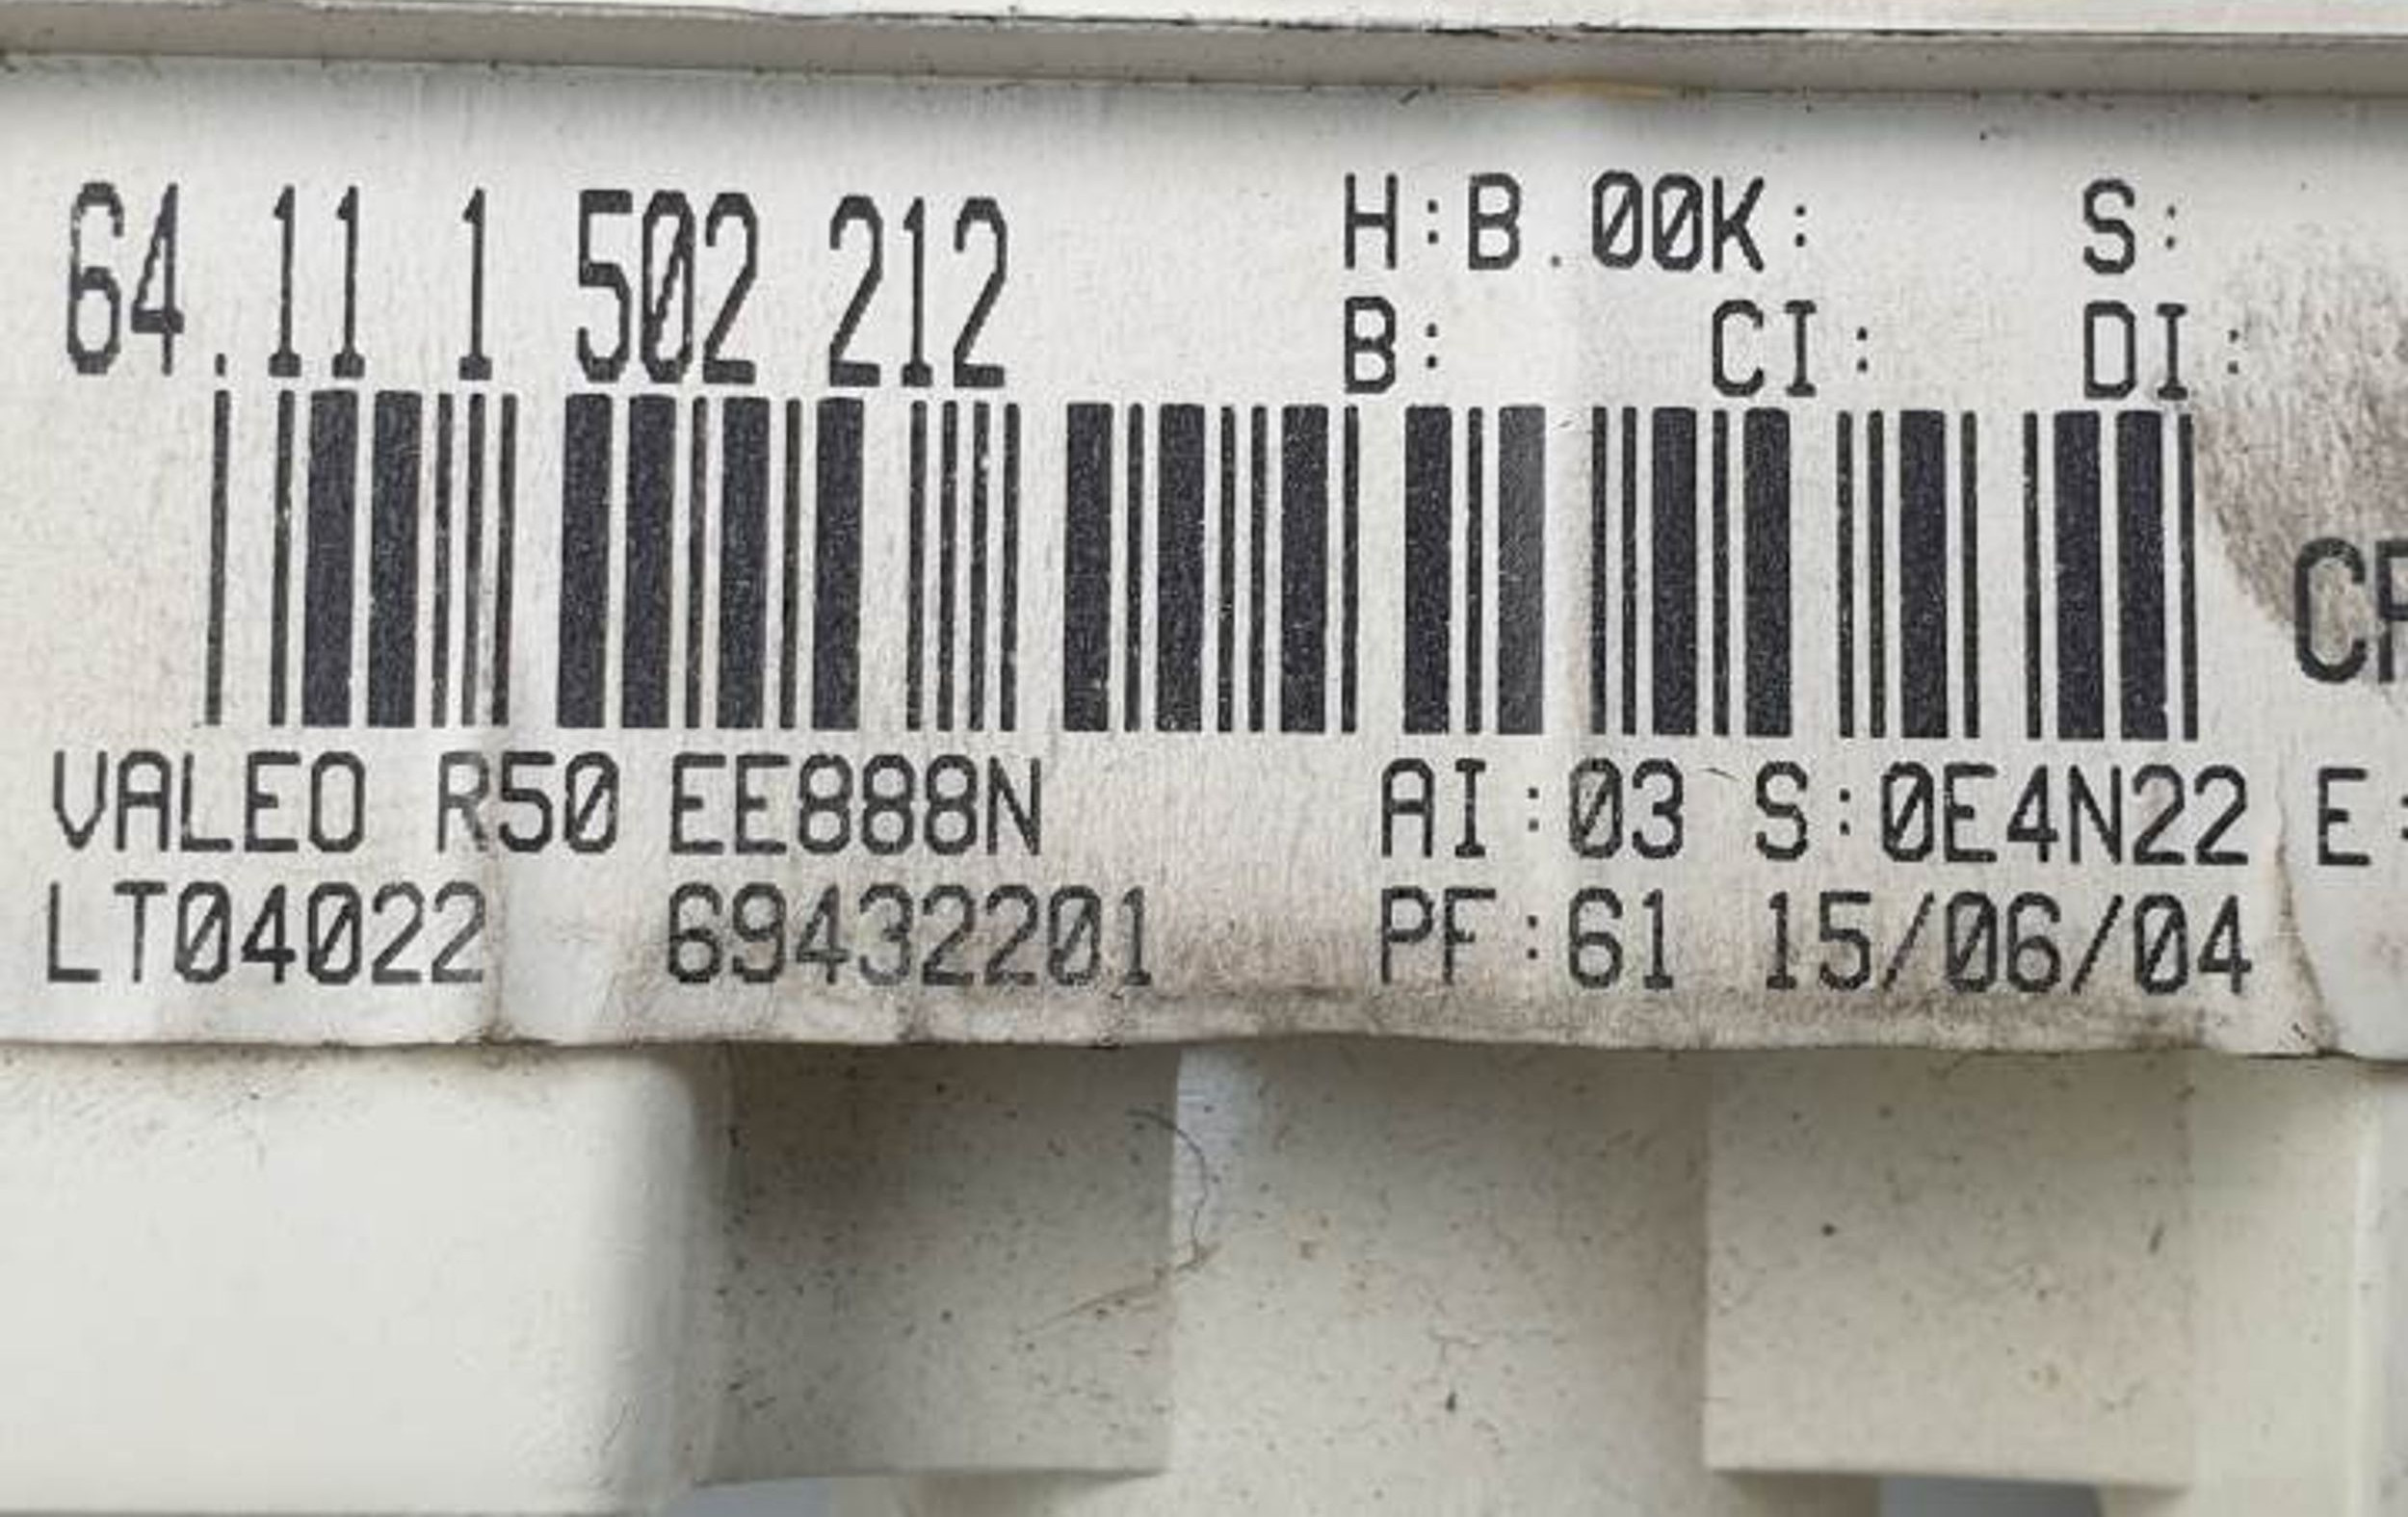 64.11 1 502 212 H:B.00K: S:
B: CI: DI:
VALEO R50 EE888N AI:03 S:0E4N22 E:
LT04022 69432201 PF:61 15/06/04